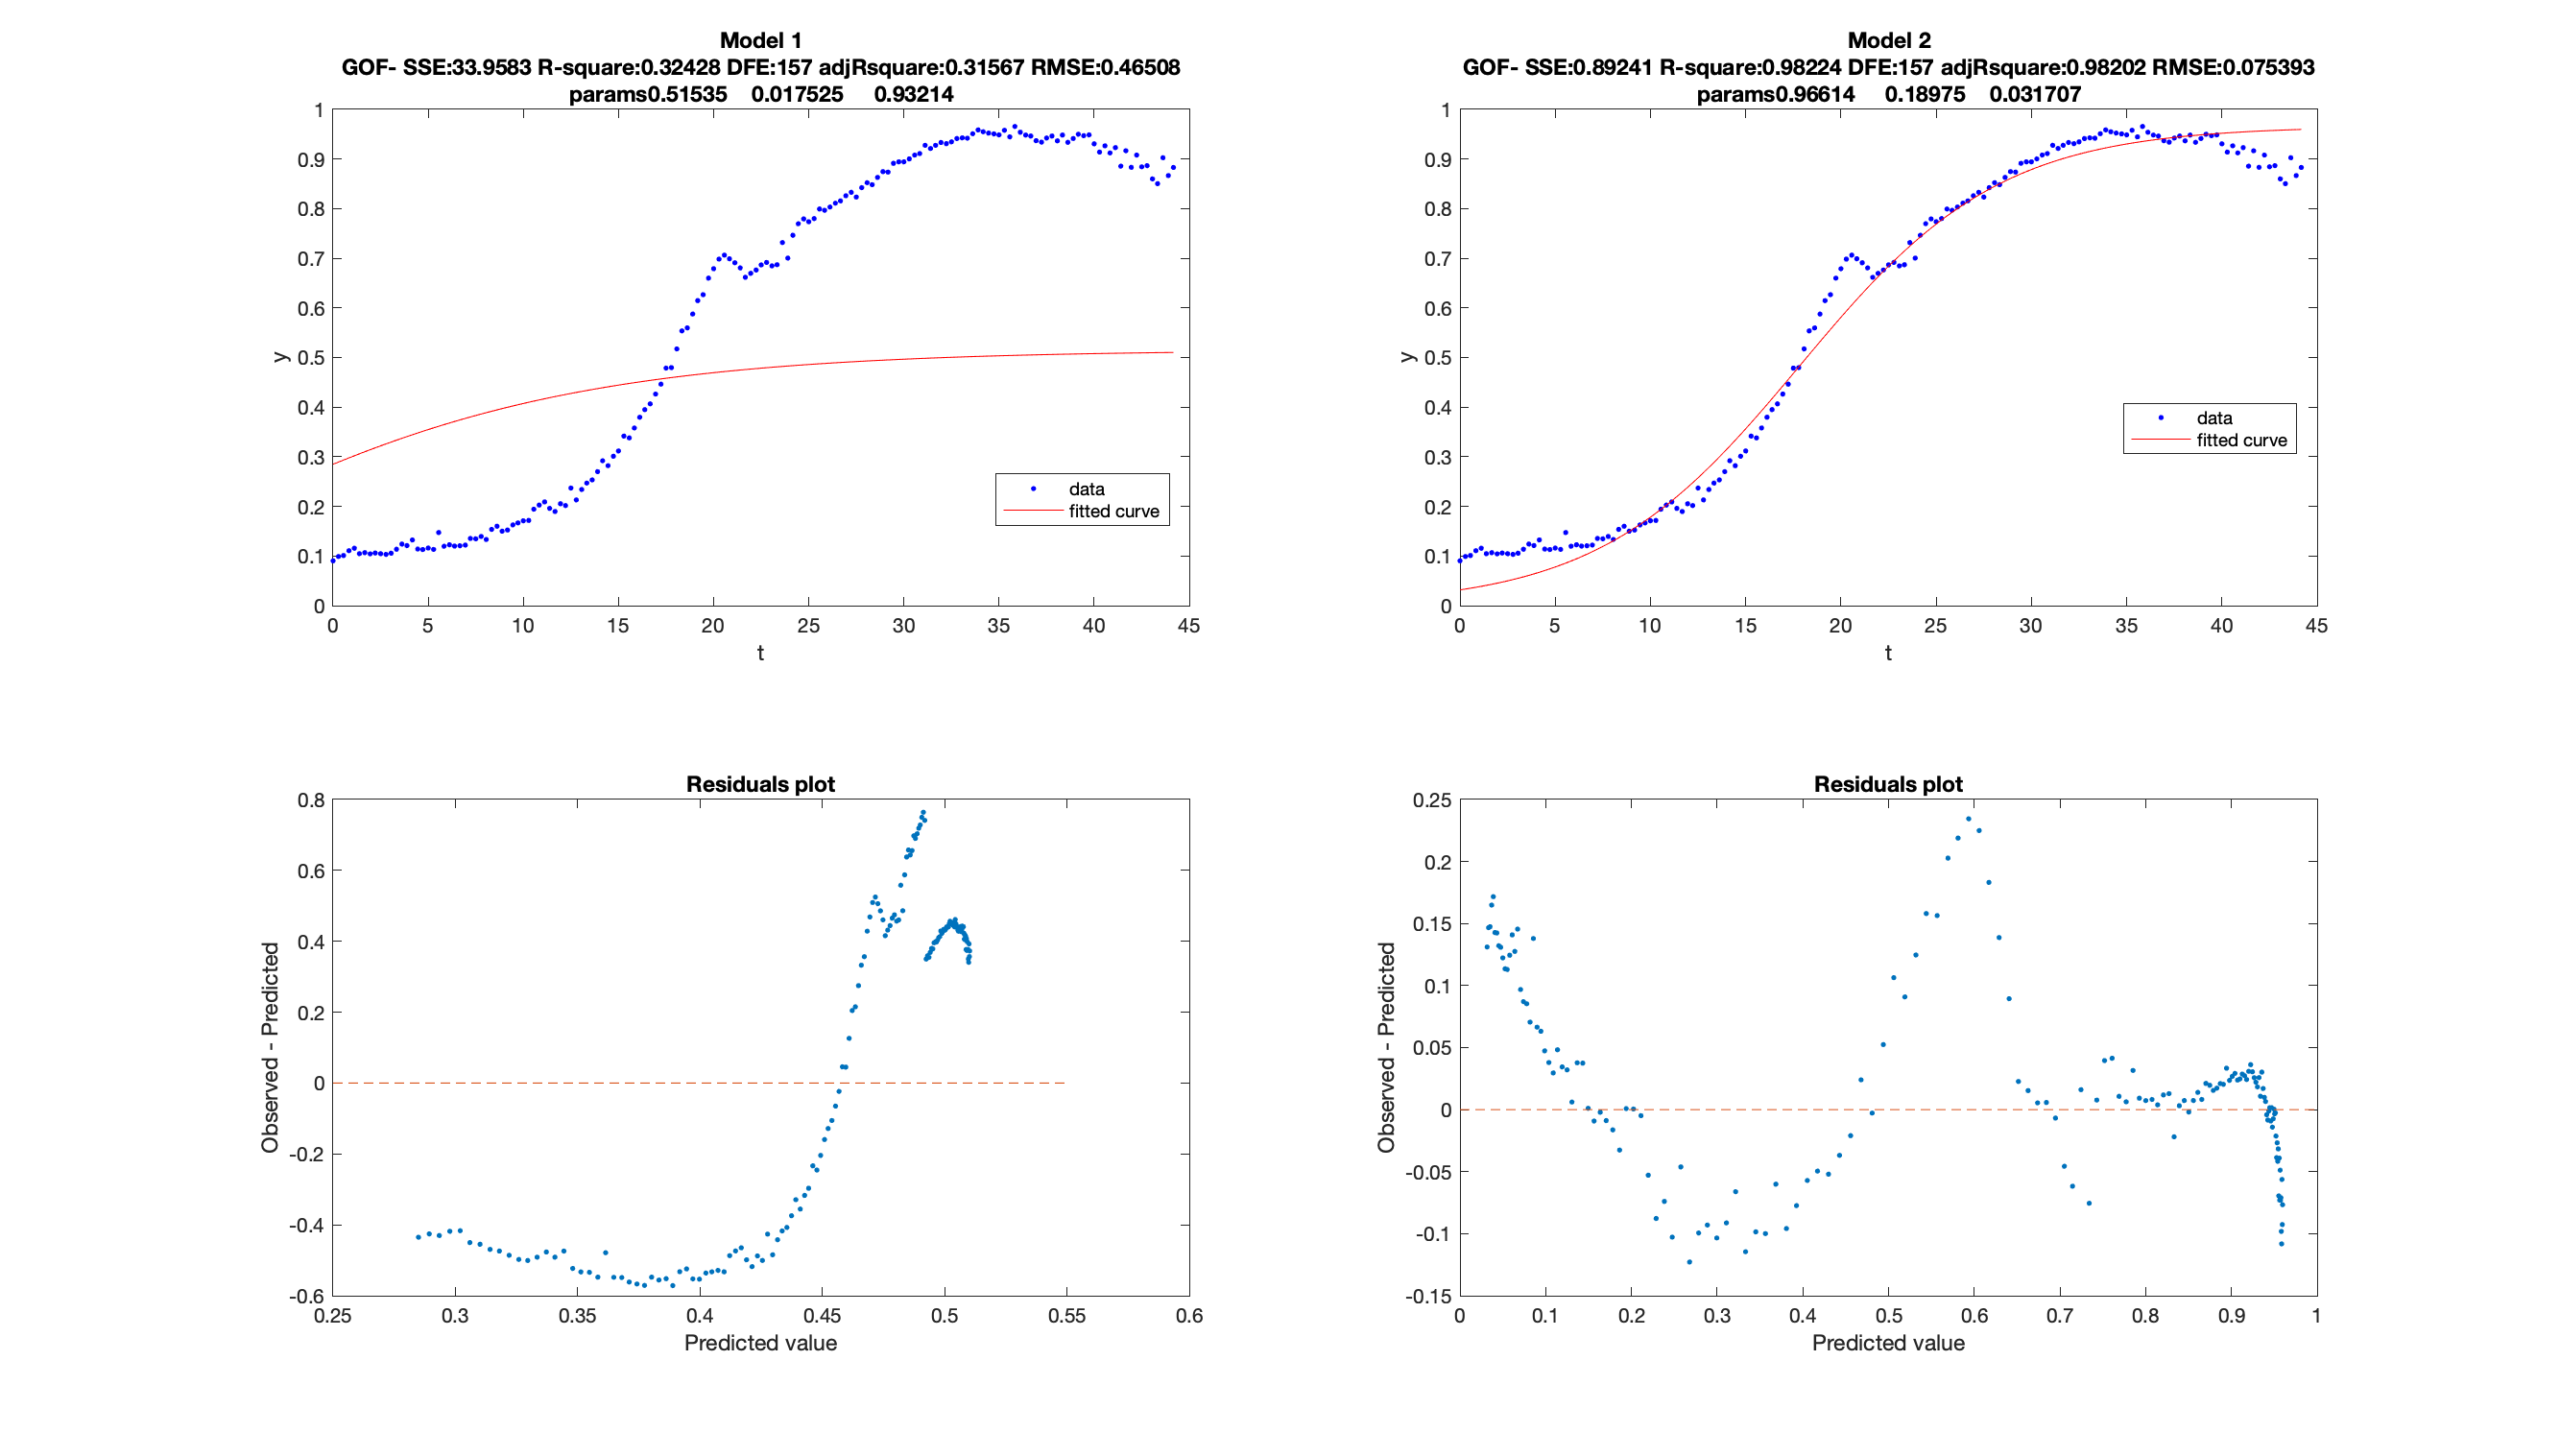 Model 1
GOF- SSE:33.9583 R-square:0.32428 DFE:157 adjRsquare:0.31567 RMSE:0.46508
params0.51535 0.017525 0.93214
1
0.9
0.8
0.7
0.6
0.5
0.4
0.3
0.2
0.1
0
y
0 5 10 15 20 25 30 35 40 45
t
data
fitted curve
Model 2
GOF- SSE:0.89241 R-square:0.98224 DFE:157 adjRsquare:0.98202 RMSE:0.075393
params0.96614 0.18975 0.031707
1
0.9
0.8
0.7
0.6
0.5
0.4
0.3
0.2
0.1
0
y
0 5 10 15 20 25 30 35 40 45
t
data
fitted curve
Residuals plot
0.8
0.6
0.4
0.2
0
-0.2
-0.4
-0.6
Observed - Predicted
0.25 0.3 0.35 0.4 0.45 0.5 0.55 0.6
Predicted value
Residuals plot
0.25
0.2
0.15
0.1
0.05
0
-0.05
-0.1
-0.15
Observed - Predicted
0 0.1 0.2 0.3 0.4 0.5 0.6 0.7 0.8 0.9 1
Predicted value